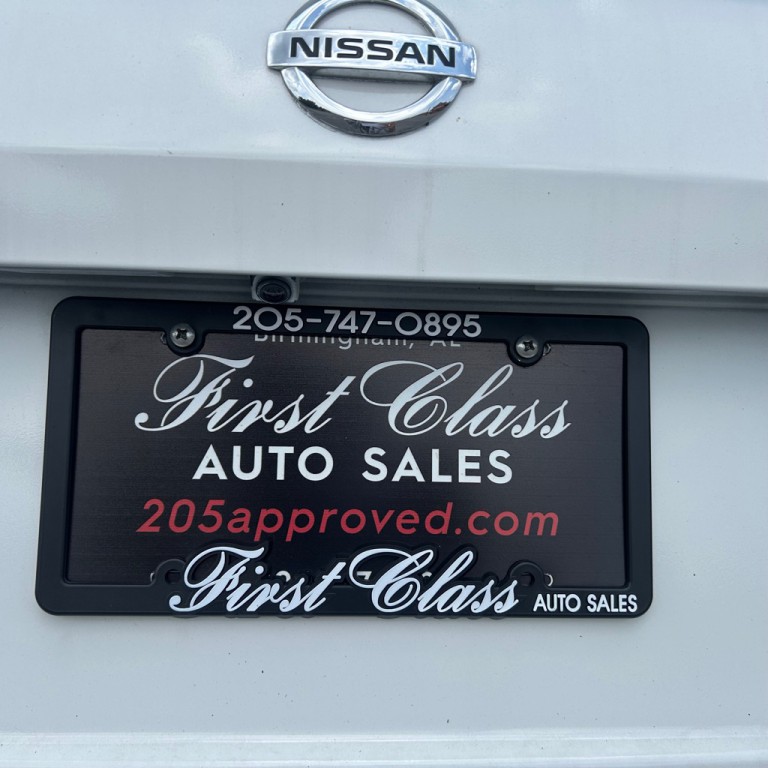 NISSAN
205-747-0895
Birmingham, AL
First Class
AUTO SALES
205approved.com
First Class AUTO SALES